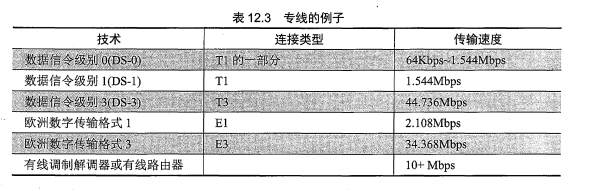 表 12.3 专线的例子
技术 连接类型 传输速度
数据信令级别0(DS-0) T1的一部分 64Kbps~1.544Mbps
数据信令级别1(DS-1) T1 1.544Mbps
数据信令级别3(DS-3) T3 44.736Mbps
欧洲数字传输格式1 E1 2.108Mbps
欧洲数字传输格式3 E3 34.368Mbps
有线调制解调器或有线路由器 10+ Mbps